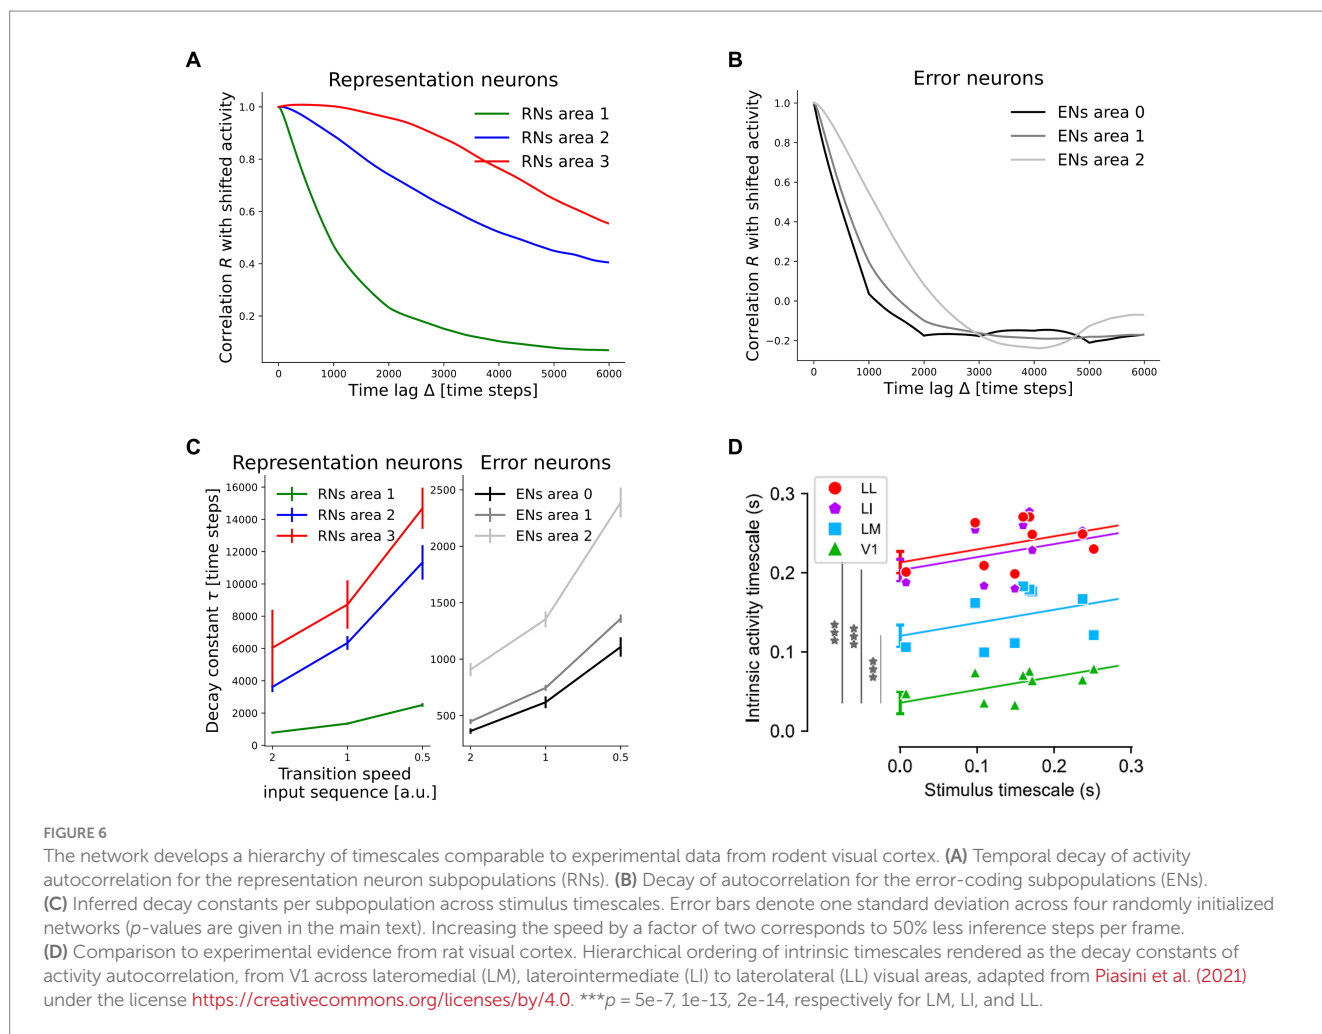 A
Representation neurons
Correlation R with shifted activity
1.0
0.8
0.6
0.4
0.2
RNs area 1
RNs area 2
RNs area 3
0 1000 2000 3000 4000 5000 6000
Time lag Δ [time steps]
B
Error neurons
Correlation R with shifted activity
1.0
0.8
0.6
0.4
0.2
0.0
−0.2
ENs area 0
ENs area 1
ENs area 2
0 1000 2000 3000 4000 5000 6000
Time lag Δ [time steps]
C
Representation neurons
Decay constant τ [time steps]
16000
14000
12000
10000
8000
6000
4000
2000
0
RNs area 1
RNs area 2
RNs area 3
2 1 0.5
Transition speed
input sequence [a.u.]
Error neurons
2500
2000
1500
1000
500
ENs area 0
ENs area 1
ENs area 2
2 1 0.5
D
Intrinsic activity timescale (s)
0.3
0.2
0.1
0.0
LL
LI
LM
V1
***
***
***
0.0 0.1 0.2 0.3
Stimulus timescale (s)
FIGURE 6
The network develops a hierarchy of timescales comparable to experimental data from rodent visual cortex. (A) Temporal decay of activity
autocorrelation for the representation neuron subpopulations (RNs). (B) Decay of autocorrelation for the error-coding subpopulations (ENs).
(C) Inferred decay constants per subpopulation across stimulus timescales. Error bars denote one standard deviation across four randomly initialized
networks (p-values are given in the main text). Increasing the speed by a factor of two corresponds to 50% less inference steps per frame.
(D) Comparison to experimental evidence from rat visual cortex. Hierarchical ordering of intrinsic timescales rendered as the decay constants of
activity autocorrelation, from V1 across lateromedial (LM), laterointermediate (LI) to laterolateral (LL) visual areas, adapted from Piasini et al. (2021)
under the license https://creativecommons.org/licenses/by/4.0. ***p = 5e-7, 1e-13, 2e-14, respectively for LM, LI, and LL.